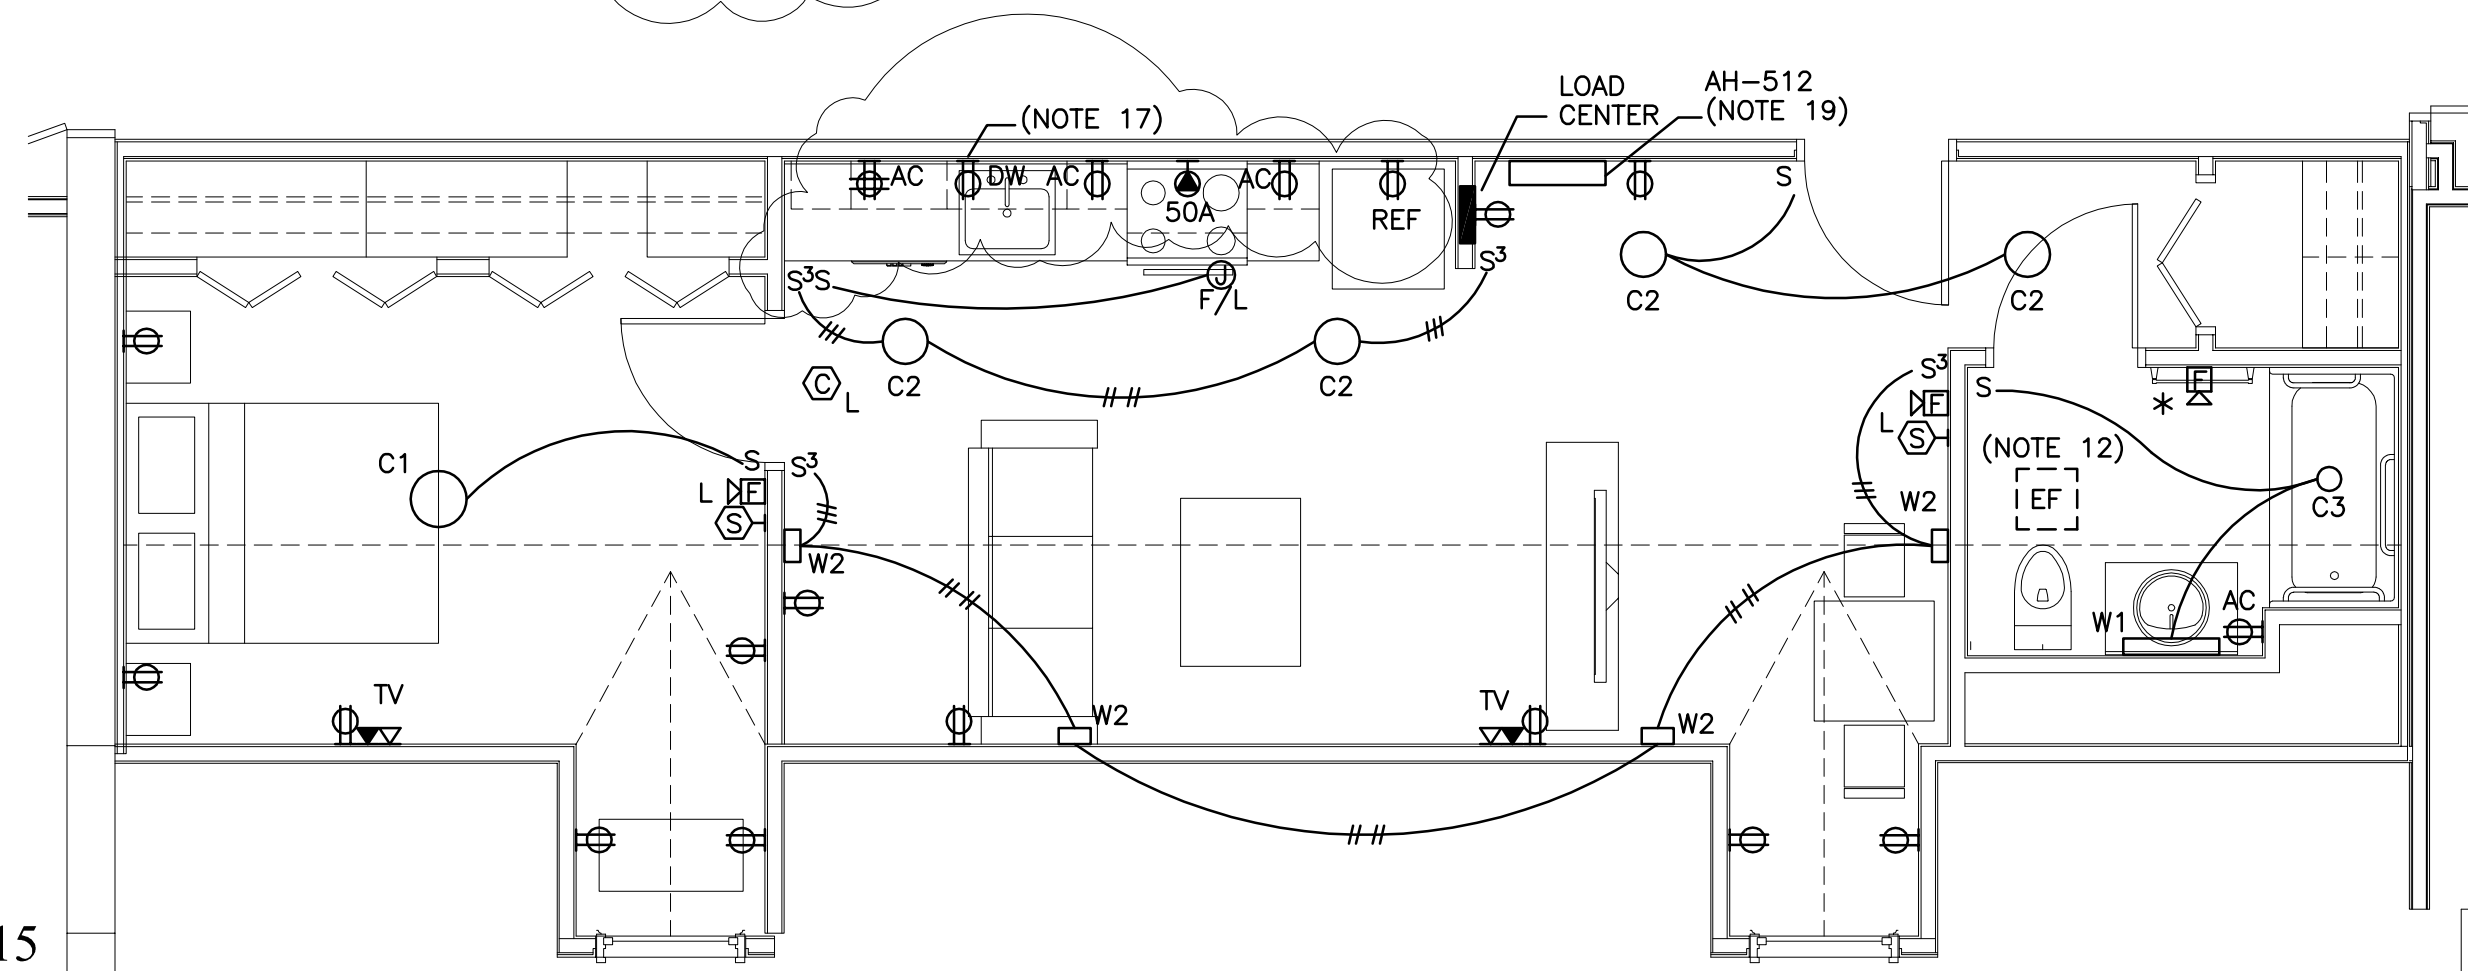 LOAD
CENTER
AH-512
(NOTE 19)
(NOTE 17)
AC
DW
AC
50A
AC
REF
S
S³S
J
F/L
S³
C2
C2
C2
C2
C
L
S³
S
F
L
S
F
*
(NOTE 12)
EF
C3
C1
S
S³
L
F
S
W2
W2
W1
AC
TV
W2
TV
W2
15